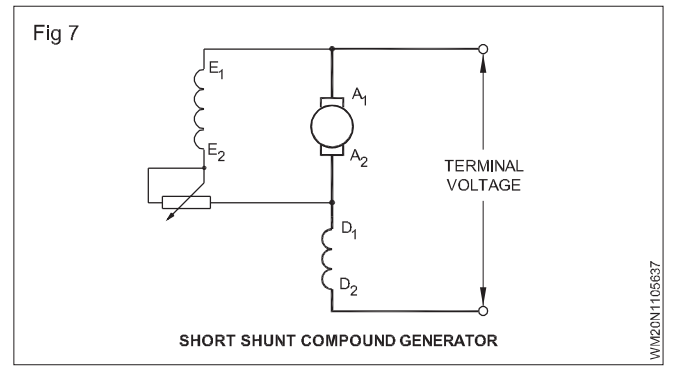 Fig 7
E1
A1
E2
A2
TERMINAL
VOLTAGE
D1
D2
SHORT SHUNT COMPOUND GENERATOR
WM20N1105637